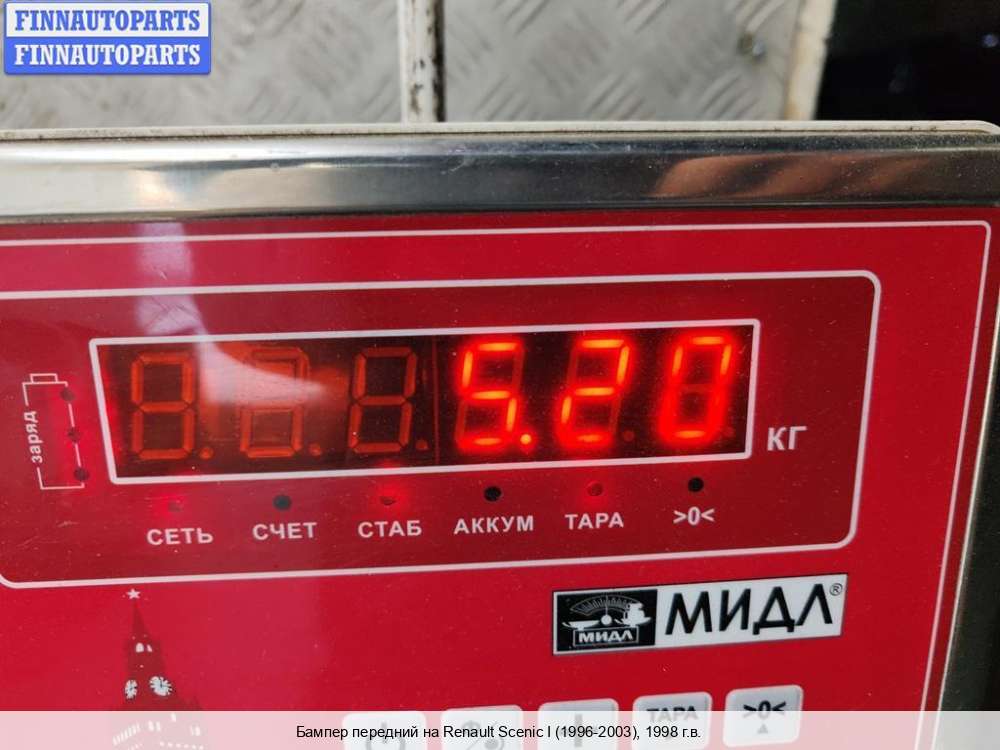 FINNAUTOPARTS
FINNAUTOPARTS
5.20
КГ
заряд
СЕТЬ СЧЕТ СТАБ АККУМ ТАРА >0<
МИДЛ МИДЛ®
ТАРА >0<
Бампер передний на Renault Scenic I (1996-2003), 1998 г.в.